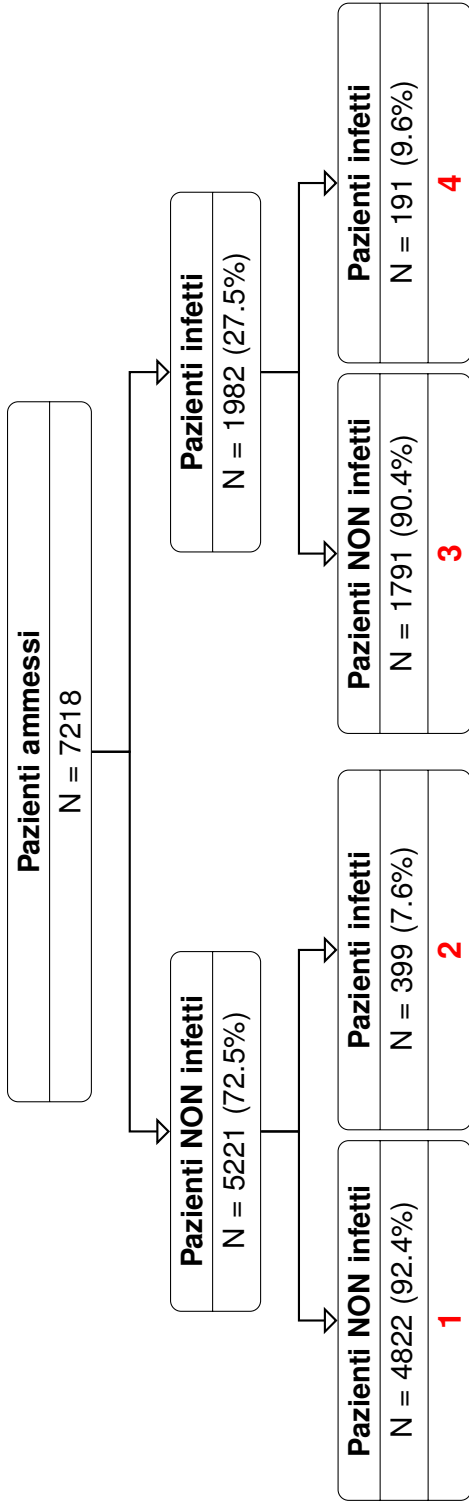 Pazienti ammessi
N = 7218
Pazienti NON infetti
N = 5221 (72.5%)
Pazienti infetti
N = 1982 (27.5%)
Pazienti NON infetti
N = 4822 (92.4%)
1
Pazienti infetti
N = 399 (7.6%)
2
Pazienti NON infetti
N = 1791 (90.4%)
3
Pazienti infetti
N = 191 (9.6%)
4